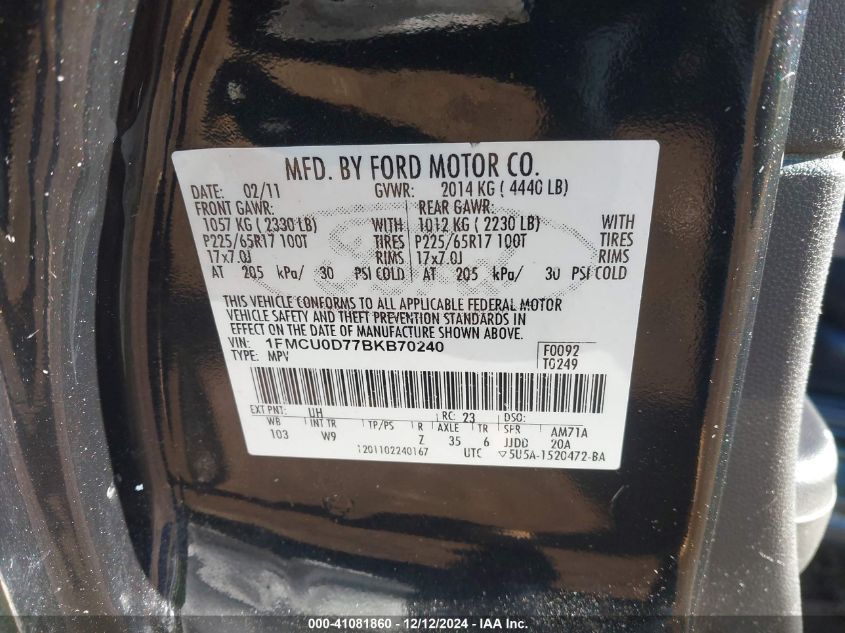 MFD. BY FORD MOTOR CO.
DATE: 02/11 GVWR: 2014 KG ( 4440 LB)
FRONT GAWR: REAR GAWR:
1057 KG ( 2330 LB) WITH 1012 KG ( 2230 LB) WITH
P225/65R17 100T TIRES P225/65R17 100T TIRES
17x7.0J RIMS 17x7.0J RIMS
AT 205 kPa/ 30 PSI COLD AT 205 kPa/ 30 PSI COLD
THIS VEHICLE CONFORMS TO ALL APPLICABLE FEDERAL MOTOR
VEHICLE SAFETY AND THEFT PREVENTION STANDARDS IN
EFFECT ON THE DATE OF MANUFACTURE SHOWN ABOVE.
VIN: 1FMCU0D77BKB70240 F0092
TYPE: MPV T0249
EXT PNT: UH RC: 23 DSO:
WB INT TR TP/PS R AXLE TR SFR AM71A
103 W9 Z 35 6 JJDD 20A
1201102240167 UTC ▽5U5A-1520472-BA
000-41081860 - 12/12/2024 - IAA Inc.